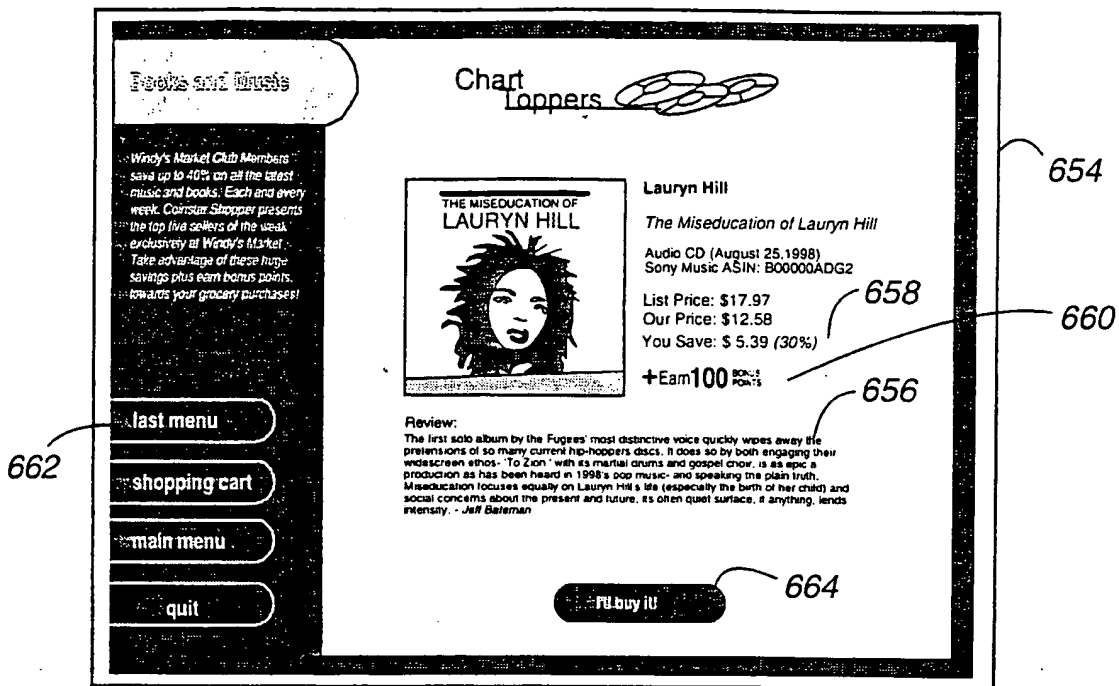 Books and Music
Windy's Market Club Members
save up to 40% on all the latest
music and books. Each and every
week. Coinstar Shopper presents
the top five sellers of the weak
exclusively at Windy's Market
Take advantage of these huge
savings plus earn bonus points,
towards your grocery purchases!
last menu
shopping cart
main menu
quit
662
Chart
Toppers
THE MISEDUCATION OF
LAURYN HILL
Lauryn Hill
The Miseducation of Lauryn Hill
Audio CD (August 25,1998)
Sony Music ASIN: B00000ADG2
List Price: $17.97
Our Price: $12.58
You Save: $ 5.39 (30%)
+Earn100 BONUS POINTS
654
658
660
656
Review:
The first solo album by the Fugees' most distinctive voice quickly wipes away the
pretensions of so many current hip-hoppers discs. It does so by both engaging their
widescreen ethos- 'To Zion ' with its martial drums and gospel choir, is as epic a
production as has been heard in 1998's pop music- and speaking the plain truth.
Miseducation focuses equally on Lauryn Hill s life (especially the birth of her child) and
social concerns about the present and future, its often quiet surface, if anything, lends
intensity. - Jeff Bateman
I'll buy it!
664